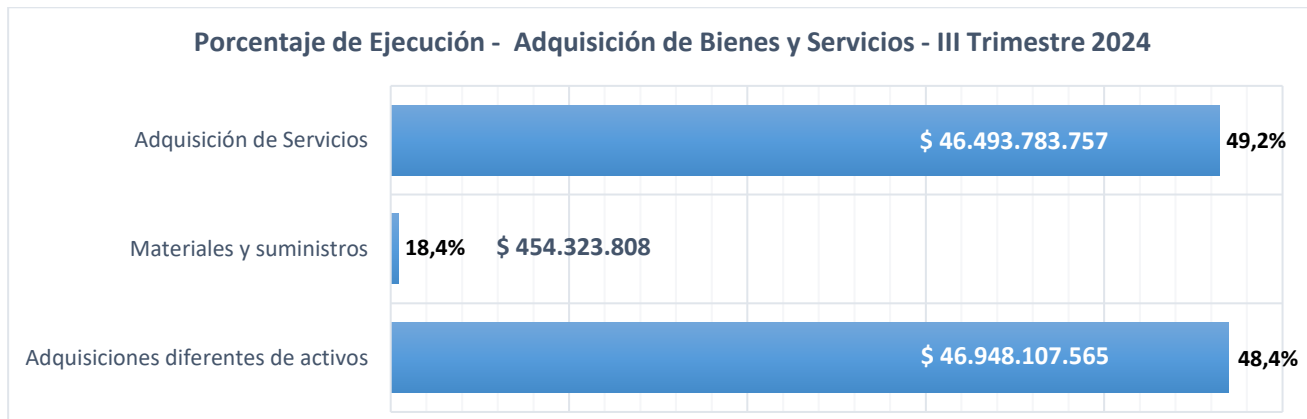 Porcentaje de Ejecución - Adquisición de Bienes y Servicios - III Trimestre 2024
Adquisición de Servicios $ 46.493.783.757 49,2%
Materiales y suministros 18,4% $ 454.323.808
Adquisiciones diferentes de activos $ 46.948.107.565 48,4%